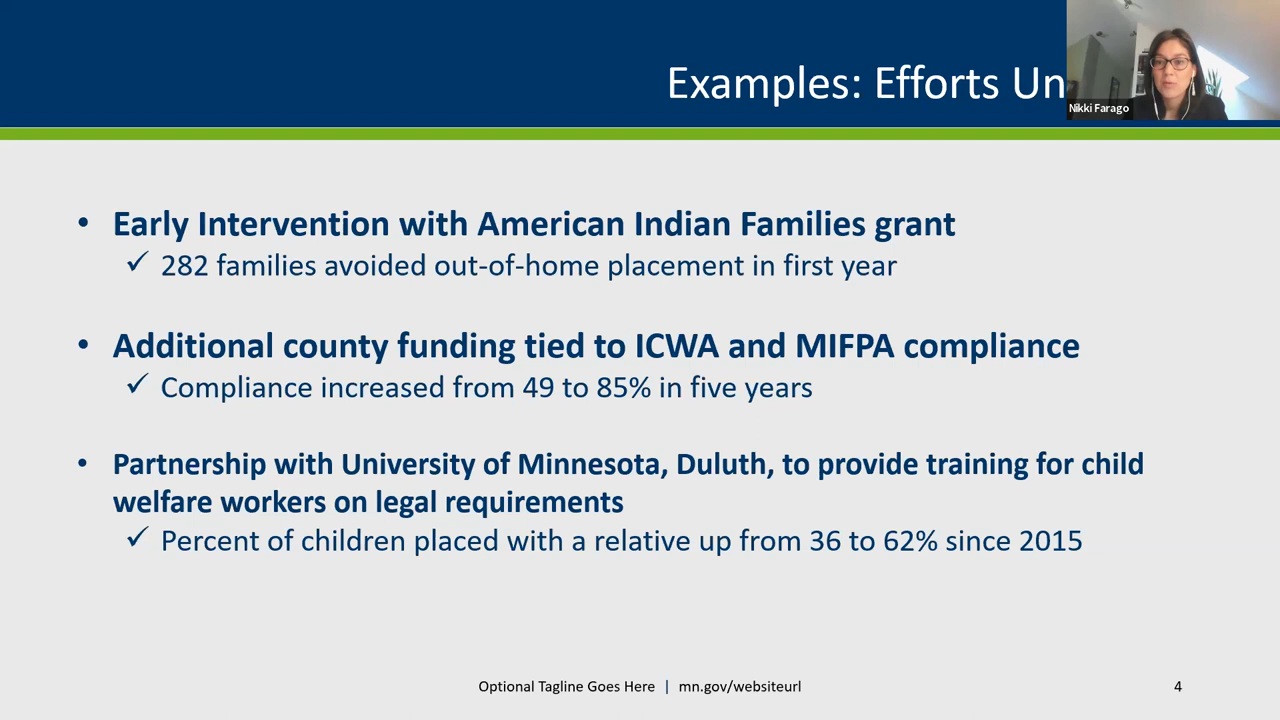 Examples: Efforts Un
Nikki Farago
• Early Intervention with American Indian Families grant
✓ 282 families avoided out-of-home placement in first year
• Additional county funding tied to ICWA and MIFPA compliance
✓ Compliance increased from 49 to 85% in five years
• Partnership with University of Minnesota, Duluth, to provide training for child
welfare workers on legal requirements
✓ Percent of children placed with a relative up from 36 to 62% since 2015
Optional Tagline Goes Here | mn.gov/websiteurl
4